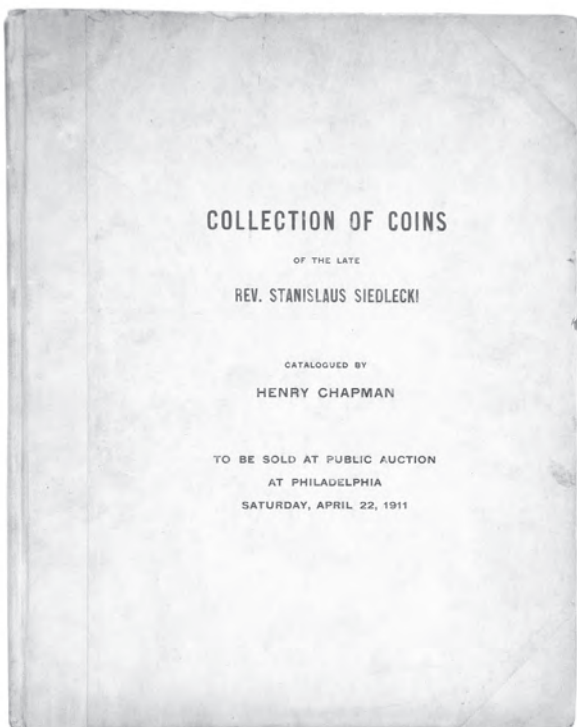 COLLECTION OF COINS
OF THE LATE
REV. STANISLAUS SIEDLECKI
CATALOGUED BY
HENRY CHAPMAN
TO BE SOLD AT PUBLIC AUCTION
AT PHILADELPHIA
SATURDAY, APRIL 22, 1911